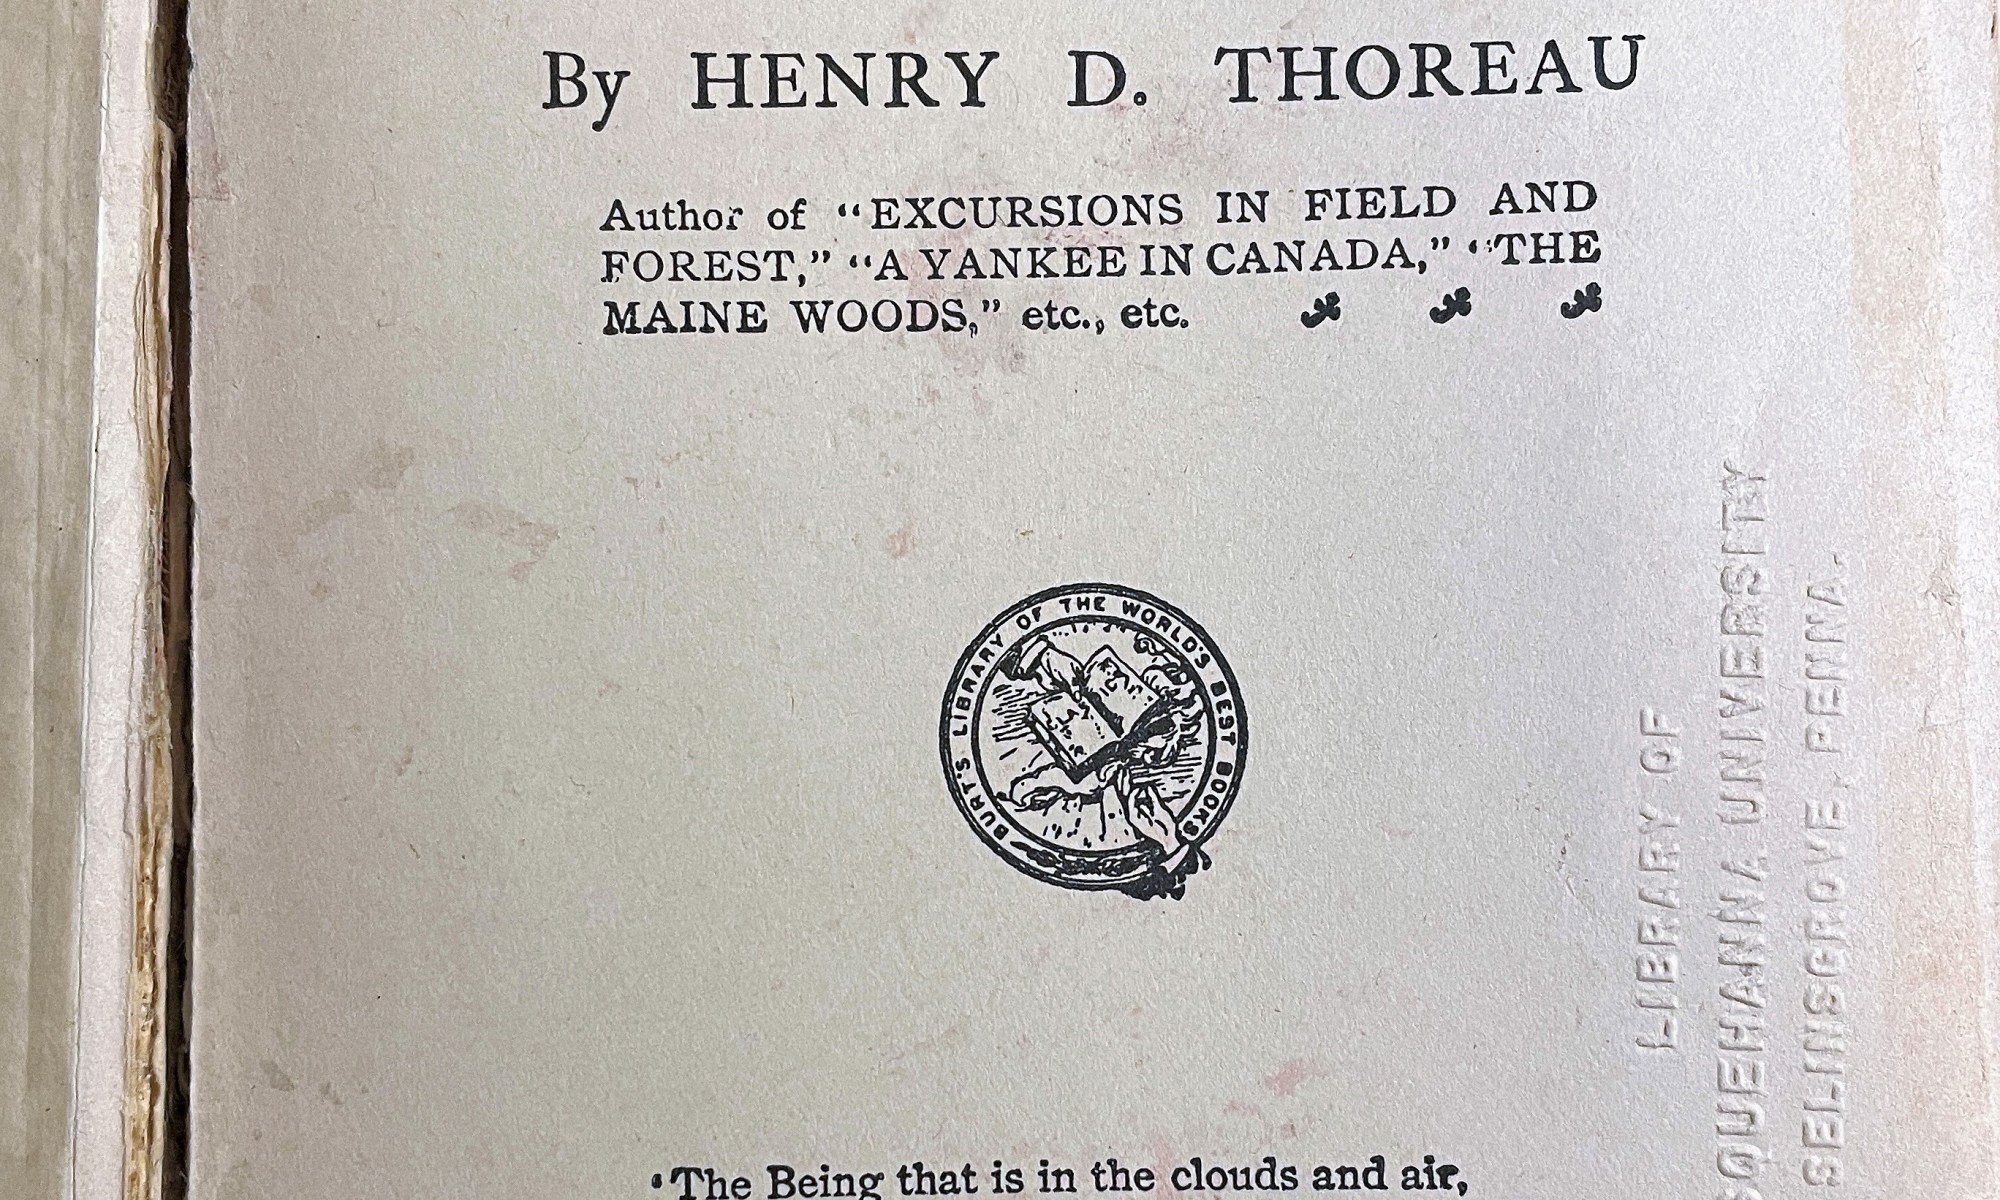 By HENRY D. THOREAU
Author of "EXCURSIONS IN FIELD AND
FOREST," "A YANKEE IN CANADA," "THE
MAINE WOODS," etc., etc.
BURT'S LIBRARY OF THE WORLD'S BEST BOOKS
LIBRARY OF
QUEHANNA UNIVERSITY
SELINSGROVE, PENNA.
"The Being that is in the clouds and air,